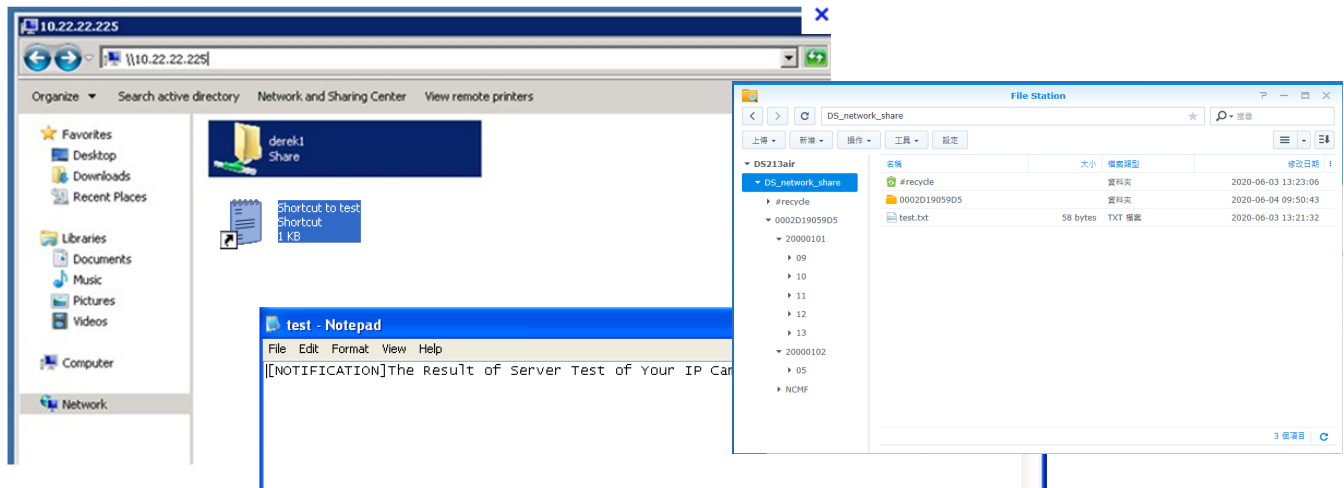 10.22.22.225
\\10.22.22.225
Organize Search active directory Network and Sharing Center View remote printers
Favorites
Desktop
Downloads
Recent Places
Libraries
Documents
Music
Pictures
Videos
Computer
Network
derek1
Share
Shortcut to test
Shortcut
1 KB
test - Notepad
File Edit Format View Help
[NOTIFICATION]The Result of Server Test of Your IP Cam
File Station
DS_network_share
搜尋
上傳 新增 操作 工具 設定
DS213air
DS_network_share
#recycle
0002D19059D5
20000101
09
10
11
12
13
20000102
05
NCMF
名稱 大小 檔案類型 修改日期
#recycle 資料夾 2020-06-03 13:23:06
0002D19059D5 資料夾 2020-06-04 09:50:43
test.txt 58 bytes TXT 檔案 2020-06-03 13:21:32
3 個項目